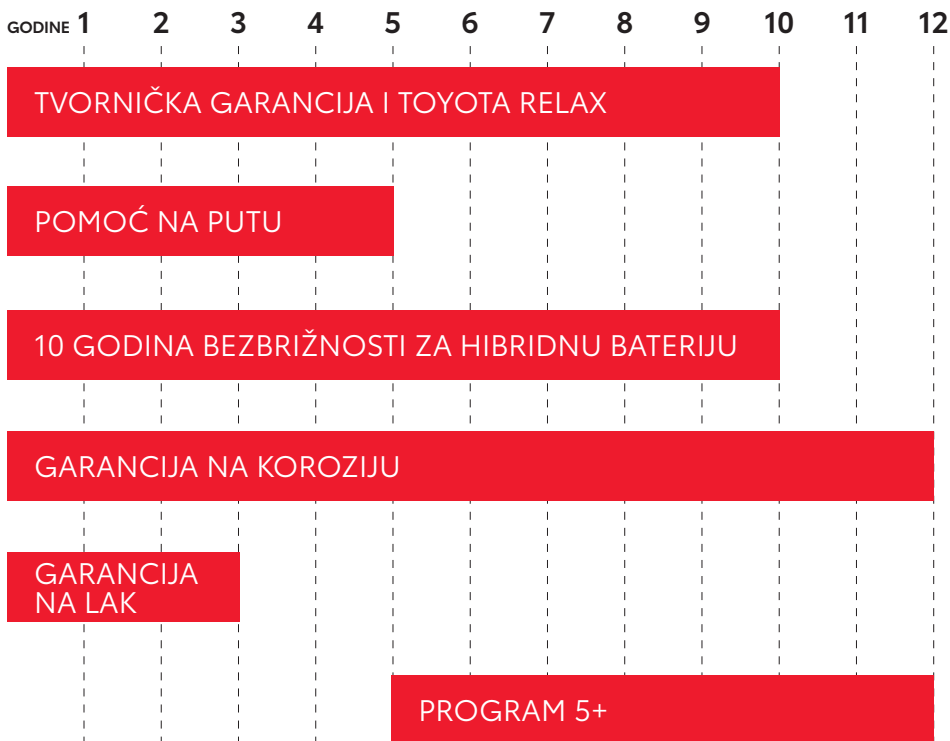 GODINE 1 2 3 4 5 6 7 8 9 10 11 12
TVORNIČKA GARANCIJA I TOYOTA RELAX
POMOĆ NA PUTU
10 GODINA BEZBRIŽNOSTI ZA HIBRIDNU BATERIJU
GARANCIJA NA KOROZIJU
GARANCIJA
NA LAK
PROGRAM 5+